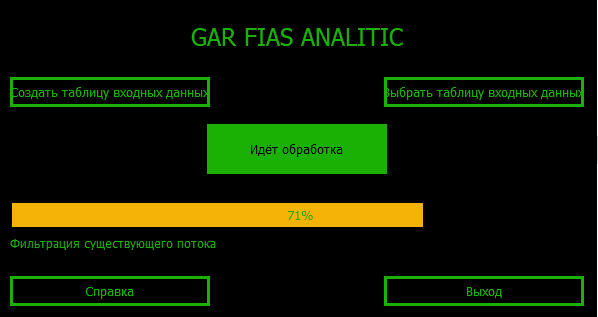 GAR FIAS ANALITIC
Создать таблицу входных данных
Выбрать таблицу входных данных
Идёт обработка
71%
Фильтрация существующего потока
Справка
Выход